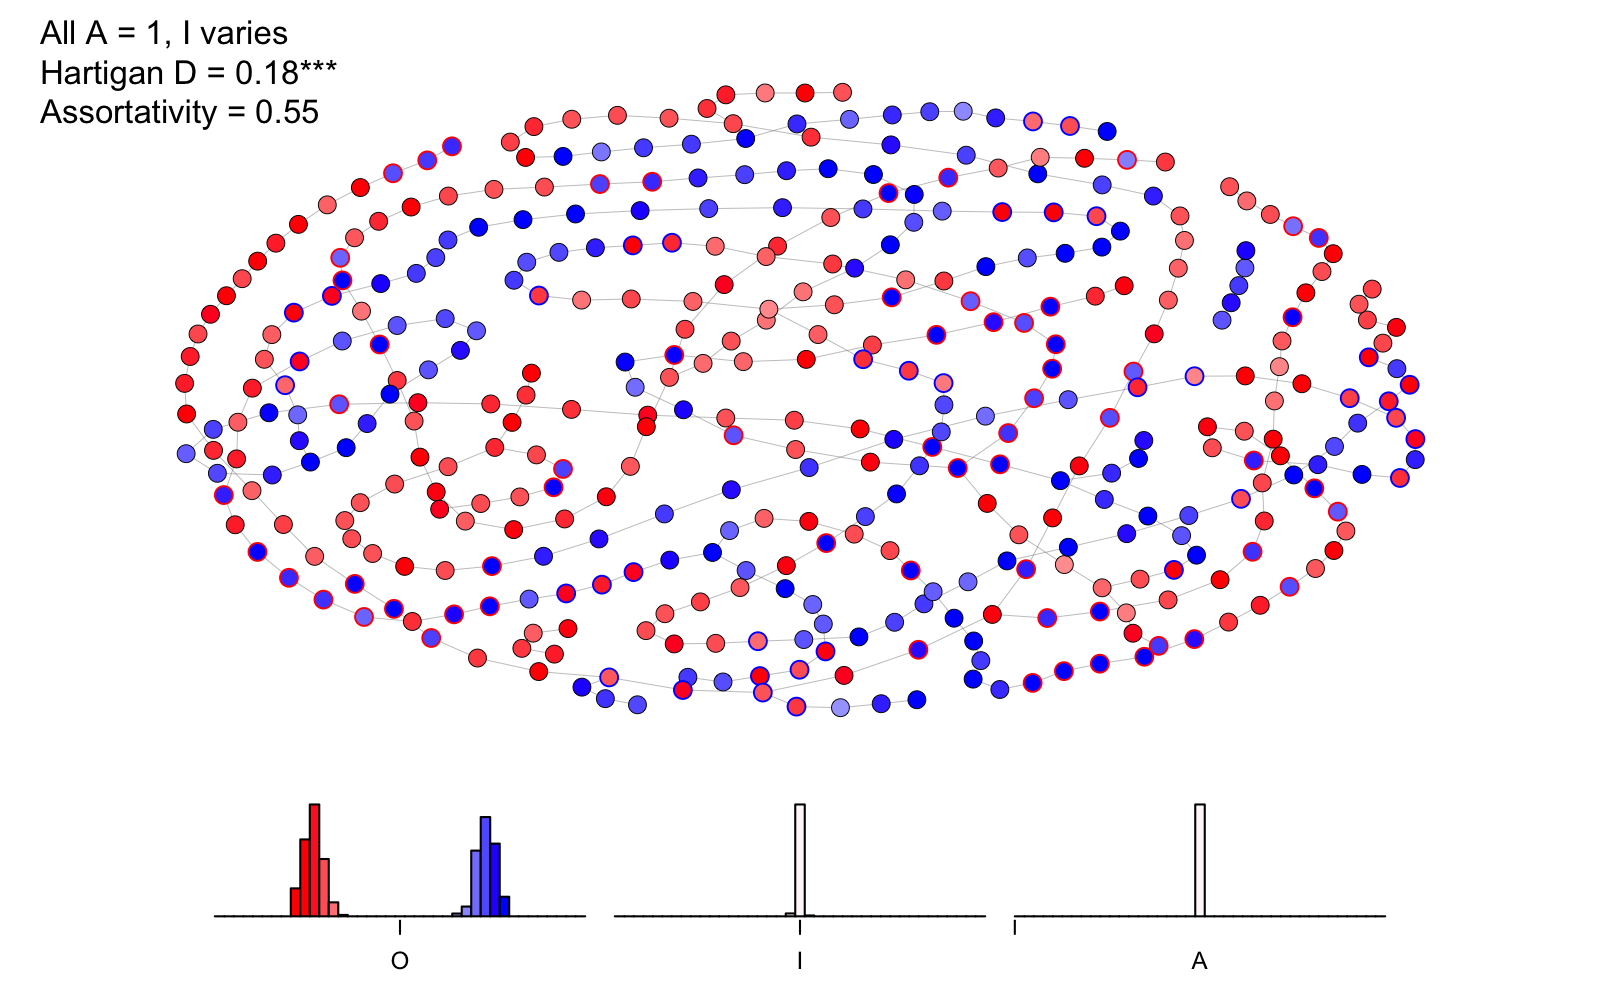 All A = 1, I varies
Hartigan D = 0.18***
Assortativity = 0.55
O
I
A